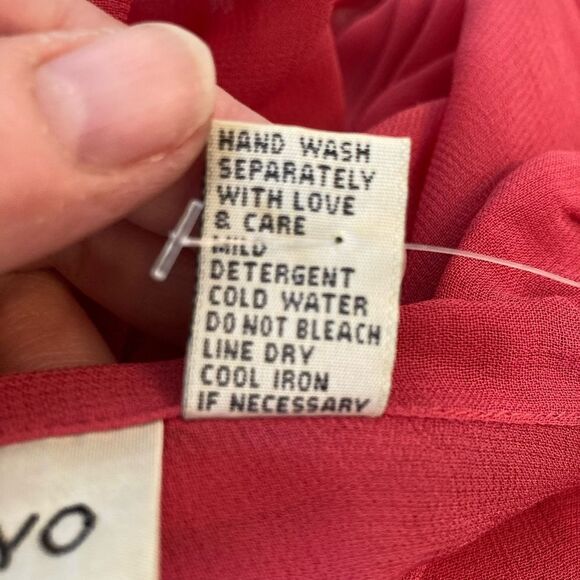 HAND WASH
SEPARATELY
WITH LOVE
& CARE
MILD
DETERGENT
COLD WATER
DO NOT BLEACH
LINE DRY
COOL IRON
IF NECESSARY